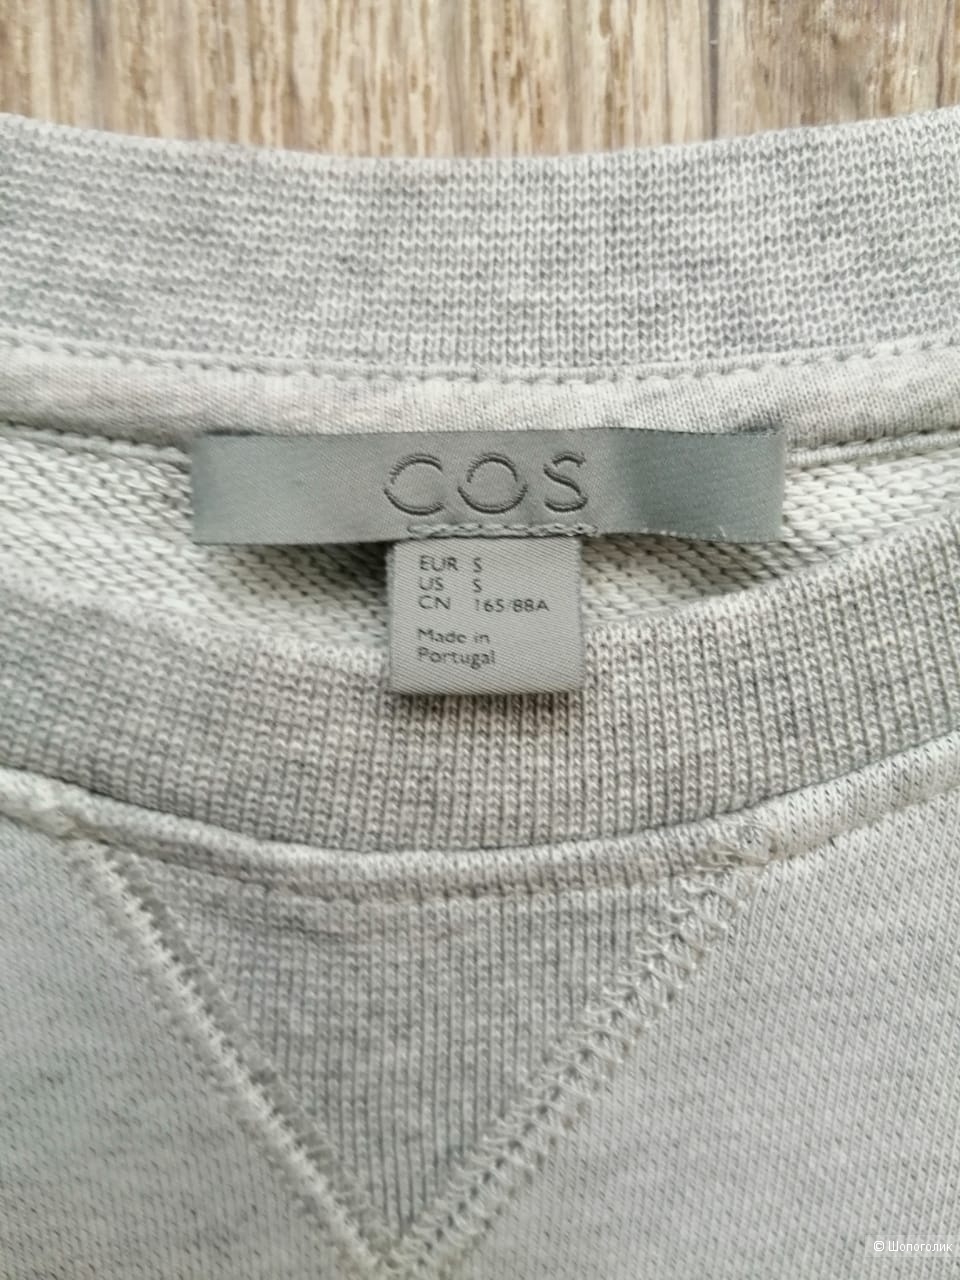 COS
EUR S
US S
CN 165/88A
Made in
Portugal
© Шопоголик